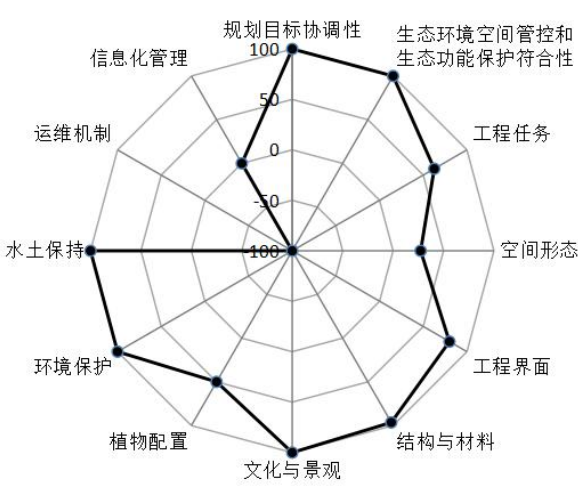 规划目标协调性
生态环境空间管控和
生态功能保护符合性
信息化管理
100
50
运维机制
工程任务
0
-50
水土保持
-100
空间形态
环境保护
工程界面
植物配置
结构与材料
文化与景观